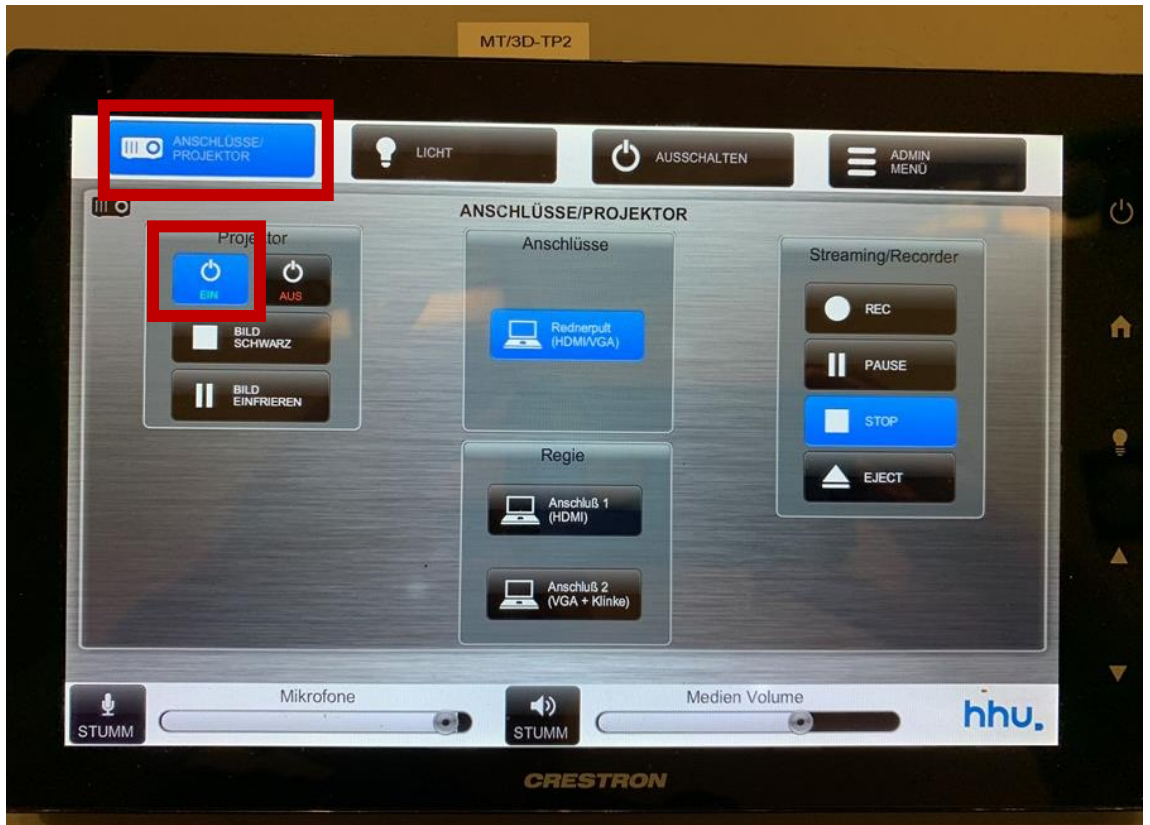 MT/3D-TP2
ANSCHLÜSSE/
PROJEKTOR
LICHT
AUSSCHALTEN
ADMIN
MENÜ
ANSCHLÜSSE/PROJEKTOR
Projektor
EIN
AUS
BILD
SCHWARZ
BILD
EINFRIEREN
Anschlüsse
Rednerpult
(HDMI/VGA)
Regie
Anschluß 1
(HDMI)
Anschluß 2
(VGA + Klinke)
Streaming/Recorder
REC
PAUSE
STOP
EJECT
STUMM
Mikrofone
STUMM
Medien Volume
hhu.
CRESTRON